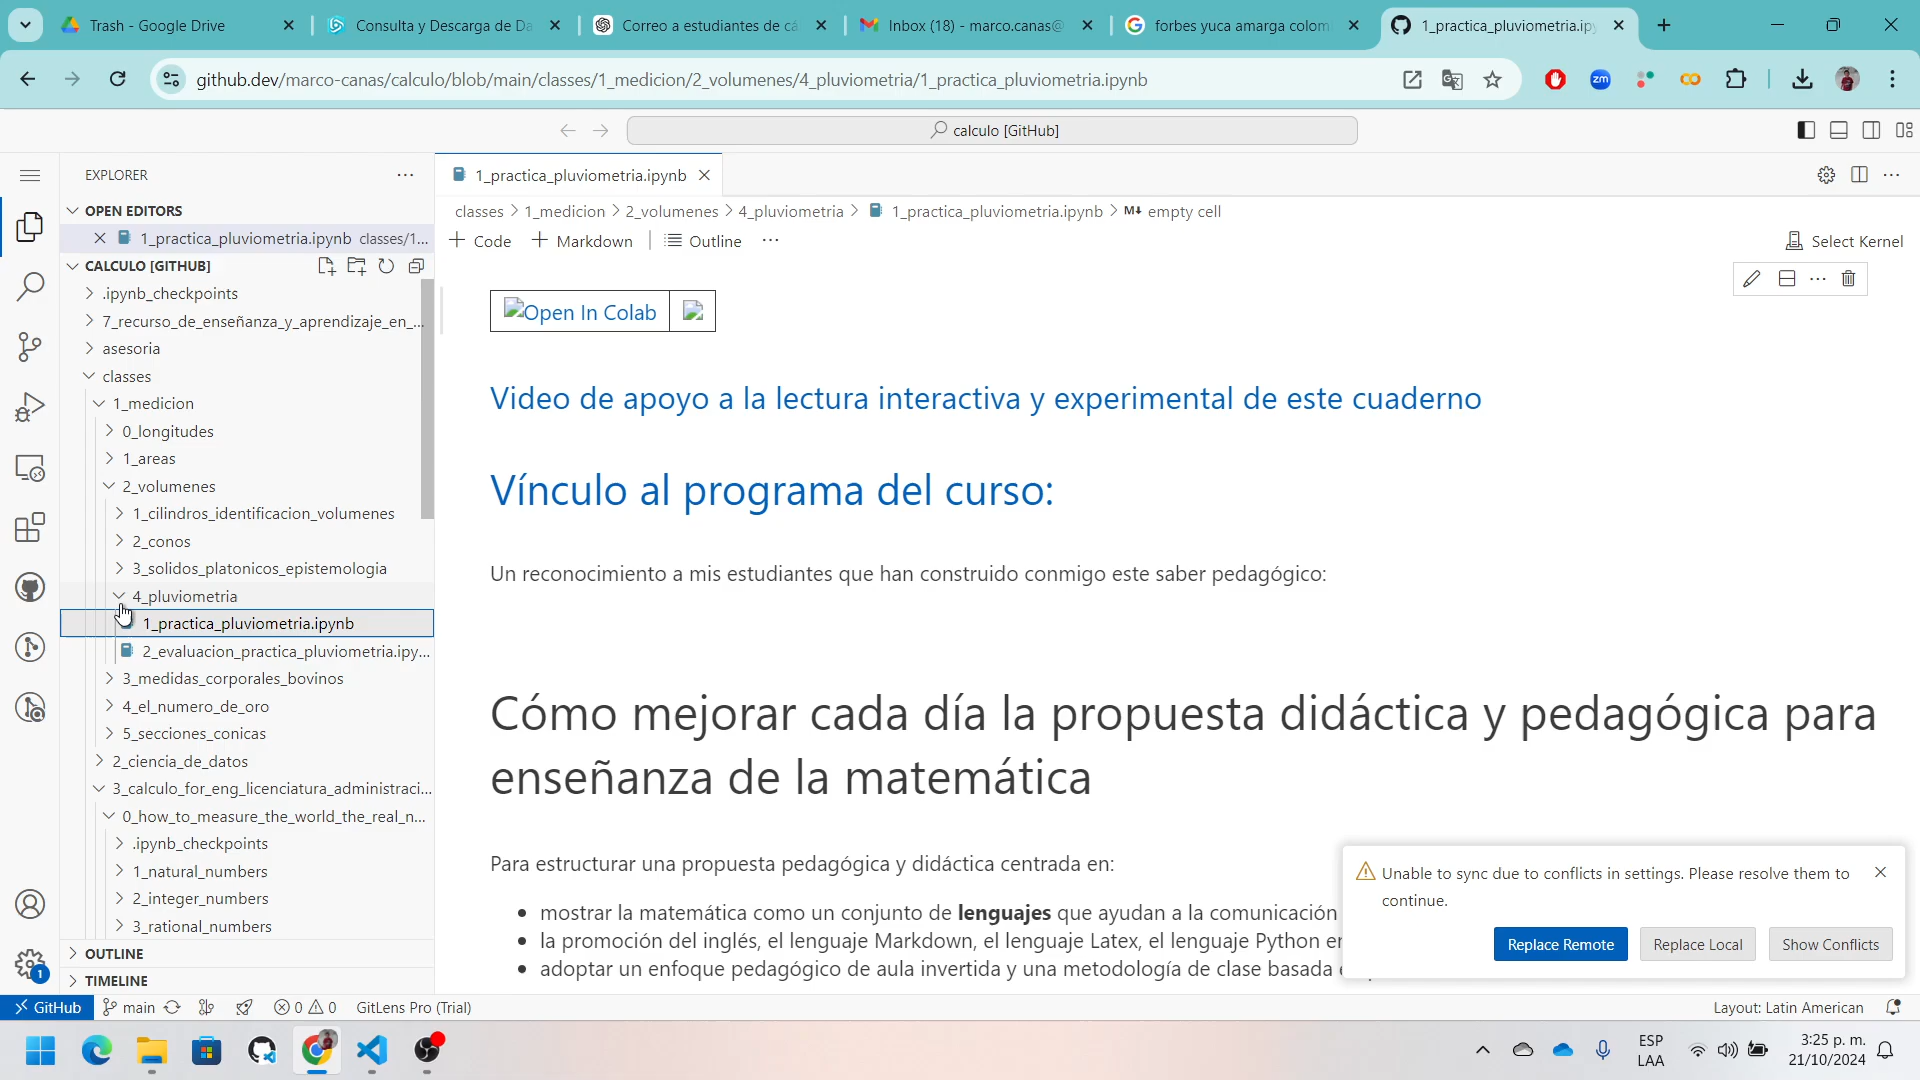 Trash - Google Drive
Consulta y Descarga de Da
Correo a estudiantes de cá
Inbox (18) - marco.canas@
forbes yuca amarga colom
1_practica_pluviometria.ip
github.dev/marco-canas/calculo/blob/main/classes/1_medicion/2_volumenes/4_pluviometria/1_practica_pluviometria.ipynb
zm
calculo [GitHub]
EXPLORER
1_practica_pluviometria.ipynb
OPEN EDITORS
1_practica_pluviometria.ipynb classes/1...
classes > 1_medicion > 2_volumenes > 4_pluviometria > 1_practica_pluviometria.ipynb > M↓ empty cell
+ Code + Markdown Outline ...
Select Kernel
CALCULO [GITHUB]
.ipynb_checkpoints
7_recurso_de_enseñanza_y_aprendizaje_en_...
asesoria
classes
1_medicion
0_longitudes
1_areas
2_volumenes
1_cilindros_identificacion_volumenes
2_conos
3_solidos_platonicos_epistemologia
4_pluviometria
1_practica_pluviometria.ipynb
2_evaluacion_practica_pluviometria.ipy...
3_medidas_corporales_bovinos
4_el_numero_de_oro
5_secciones_conicas
2_ciencia_de_datos
3_calculo_for_eng_licenciatura_administraci...
0_how_to_measure_the_world_the_real_n...
.ipynb_checkpoints
1_natural_numbers
2_integer_numbers
3_rational_numbers
OUTLINE
TIMELINE
Open In Colab
Video de apoyo a la lectura interactiva y experimental de este cuaderno
Vínculo al programa del curso:
Un reconocimiento a mis estudiantes que han construido conmigo este saber pedagógico:
Cómo mejorar cada día la propuesta didáctica y pedagógica para
enseñanza de la matemática
Para estructurar una propuesta pedagógica y didáctica centrada en:
mostrar la matemática como un conjunto de lenguajes que ayudan a la comunicación
la promoción del inglés, el lenguaje Markdown, el lenguaje Latex, el lenguaje Python en
adoptar un enfoque pedagógico de aula invertida y una metodología de clase basada
Unable to sync due to conflicts in settings. Please resolve them to
continue.
Replace Remote
Replace Local
Show Conflicts
1
GitHub
main
0 0
GitLens Pro (Trial)
Layout: Latin American
ESP
LAA
3:25 p. m.
21/10/2024